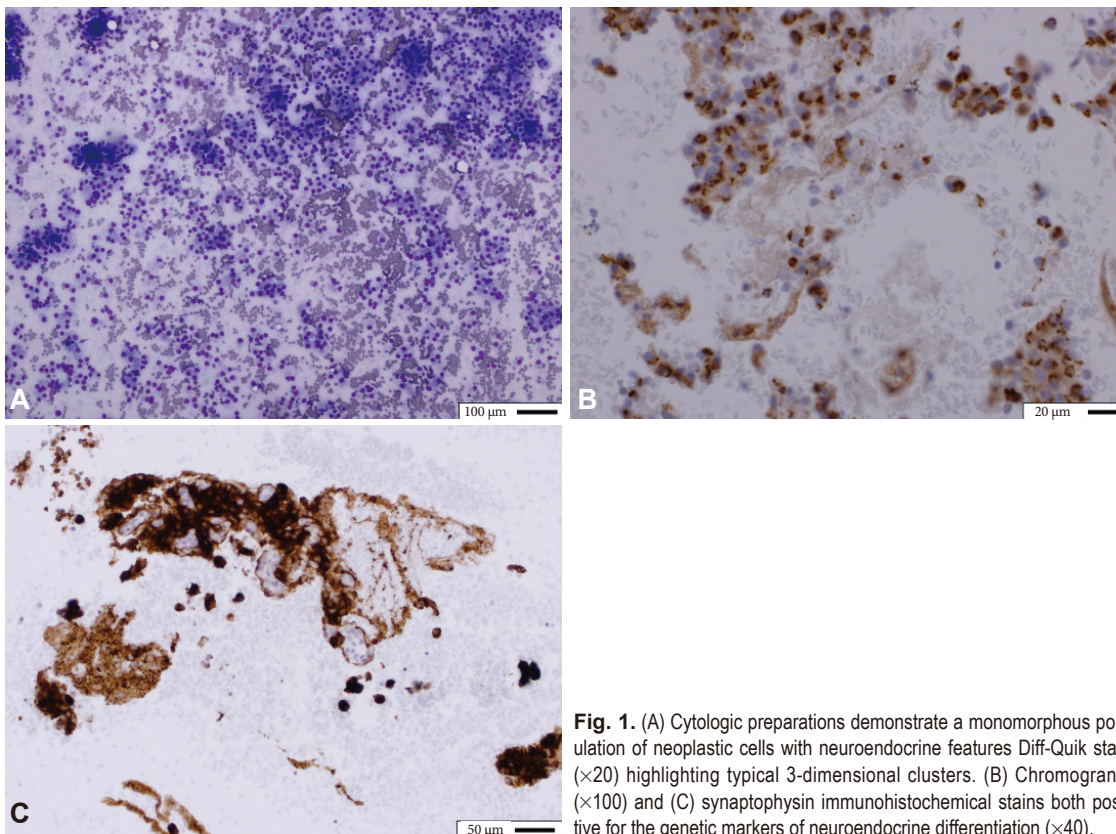 A
100 µm
B
20 µm
C
50 µm
Fig. 1. (A) Cytologic preparations demonstrate a monomorphous po
ulation of neoplastic cells with neuroendocrine features Diff-Quik sta
(×20) highlighting typical 3-dimensional clusters. (B) Chromogran
(×100) and (C) synaptophysin immunohistochemical stains both pos
tive for the genetic markers of neuroendocrine differentiation (×40).